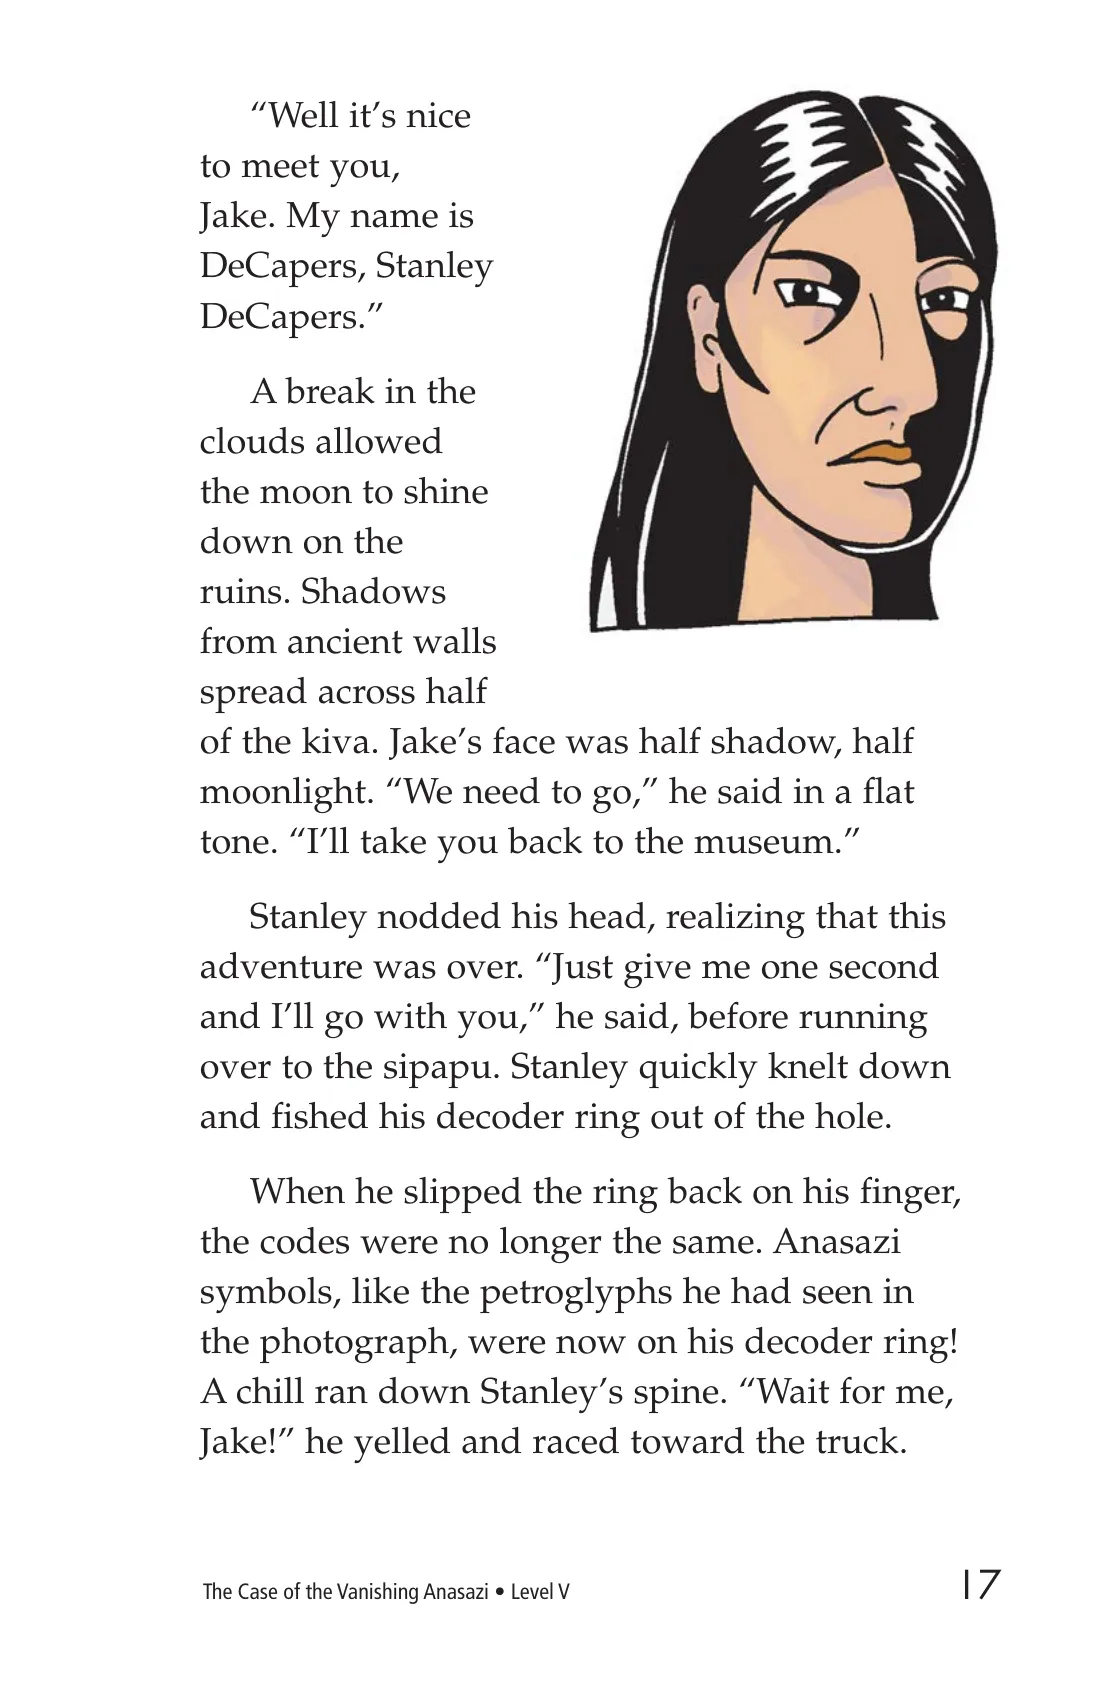 “Well it’s nice
to meet you,
Jake. My name is
DeCapers, Stanley
DeCapers.”
A break in the
clouds allowed
the moon to shine
down on the
ruins. Shadows
from ancient walls
spread across half
of the kiva. Jake’s face was half shadow, half
moonlight. “We need to go,” he said in a flat
tone. “I’ll take you back to the museum.”
Stanley nodded his head, realizing that this
adventure was over. “Just give me one second
and I’ll go with you,” he said, before running
over to the sipapu. Stanley quickly knelt down
and fished his decoder ring out of the hole.
When he slipped the ring back on his finger,
the codes were no longer the same. Anasazi
symbols, like the petroglyphs he had seen in
the photograph, were now on his decoder ring!
A chill ran down Stanley’s spine. “Wait for me,
Jake!” he yelled and raced toward the truck.
The Case of the Vanishing Anasazi • Level V
17